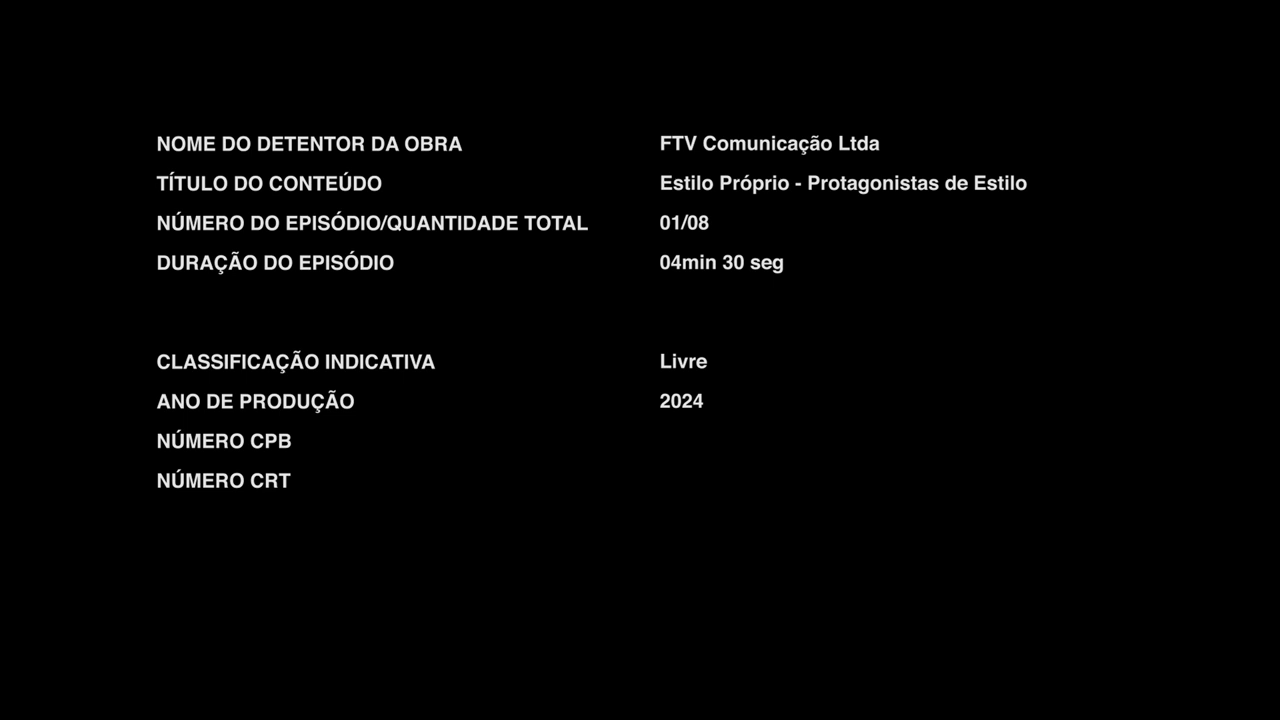 NOME DO DETENTOR DA OBRA FTV Comunicação Ltda
TÍTULO DO CONTEÚDO Estilo Próprio - Protagonistas de Estilo
NÚMERO DO EPISÓDIO/QUANTIDADE TOTAL 01/08
DURAÇÃO DO EPISÓDIO 04min 30 seg
CLASSIFICAÇÃO INDICATIVA Livre
ANO DE PRODUÇÃO 2024
NÚMERO CPB
NÚMERO CRT